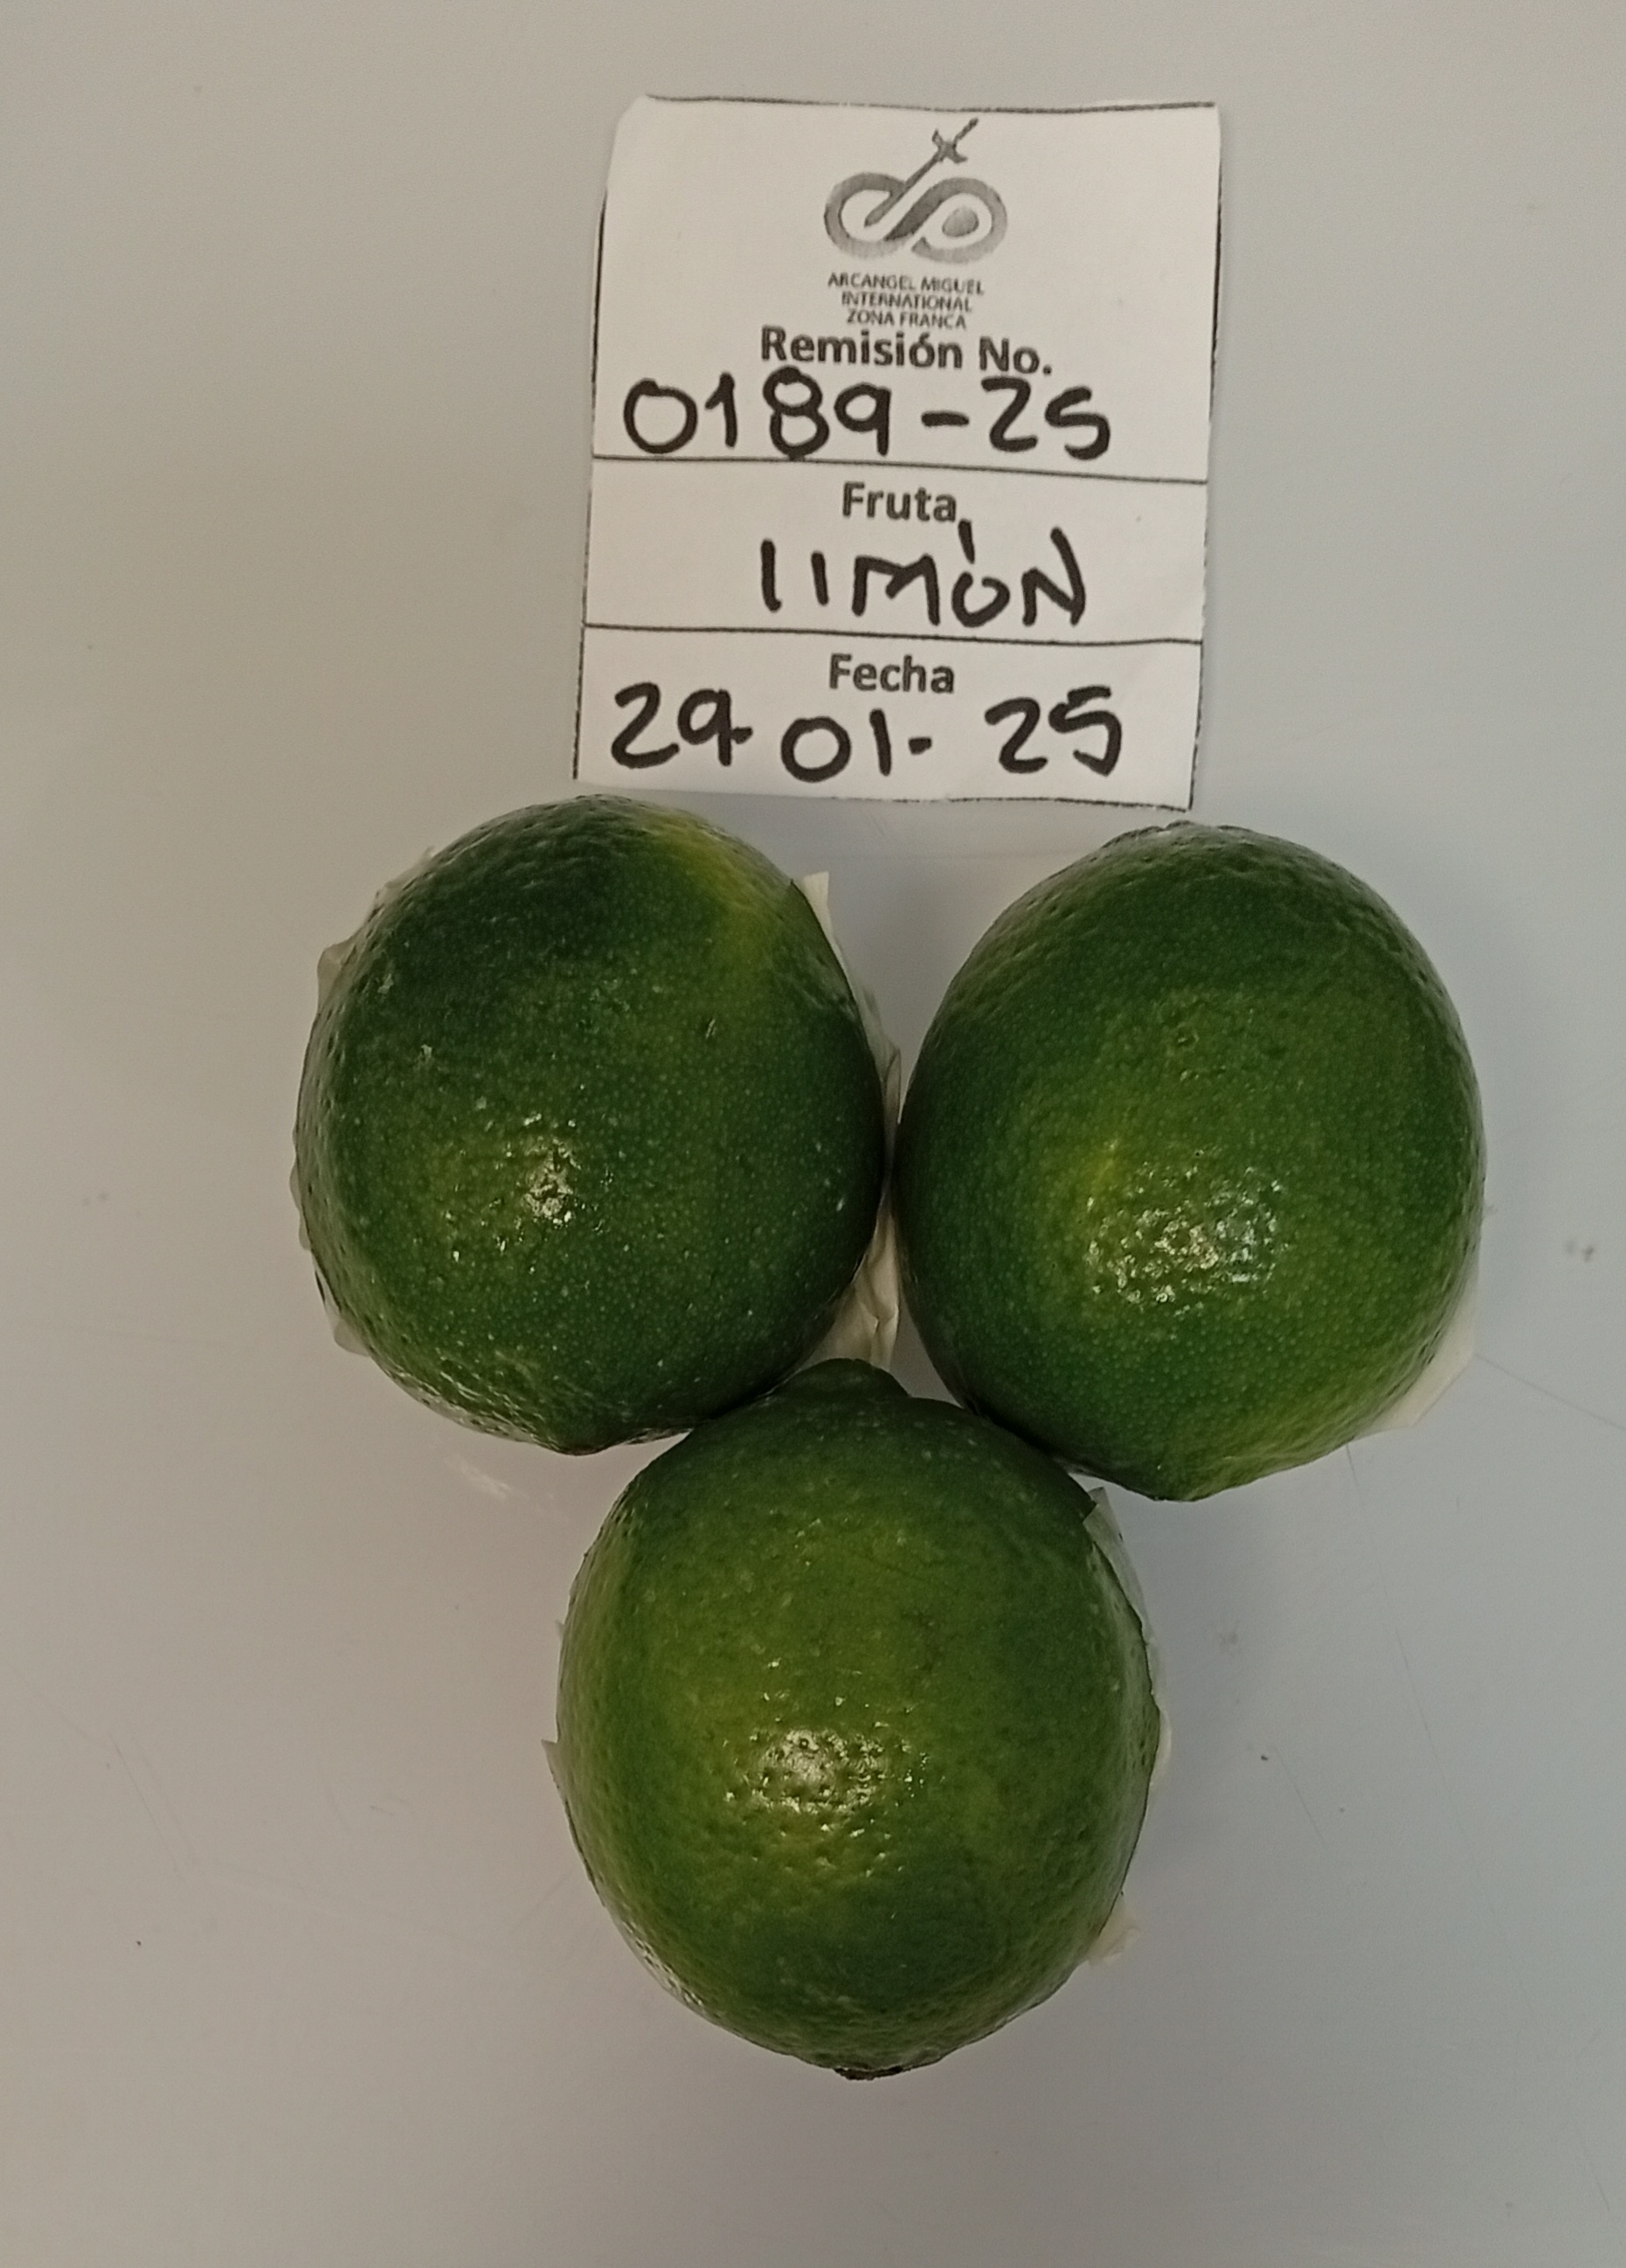 ARCANGEL MIGUEL
INTERNATIONAL
ZONA FRANCA
Remisión No.
0189-25
Fruta
lIMÓN
Fecha
29-01-25